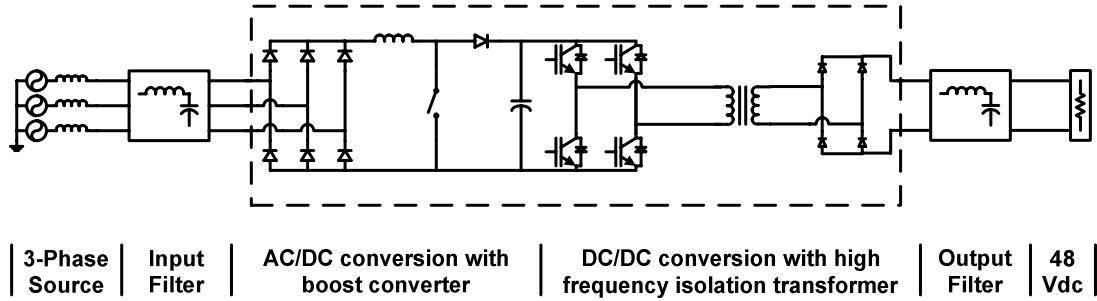 3-Phase
Source
Input
Filter
AC/DC conversion with
boost converter
DC/DC conversion with high
frequency isolation transformer
Output
Filter
48
Vdc